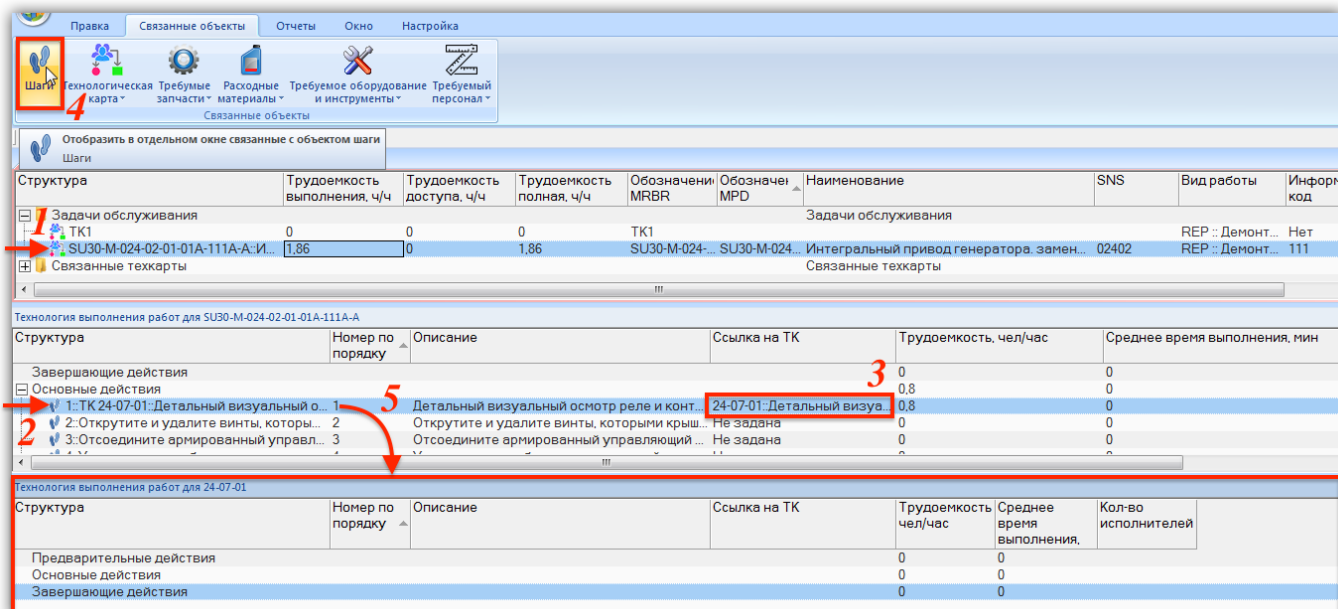 Правка Связанные объекты Отчеты Окно Настройка
Шаги Технологическая карта Требумые запчасти Расходные материалы Требуемое оборудование и инструменты Требуемый персонал
4
Связанные объекты
Отобразить в отдельном окне связанные с объектом шаги
Шаги
Структура Трудоемкость выполнения, ч/ч Трудоемкость доступа, ч/ч Трудоемкость полная, ч/ч Обозначени MRBR Обозначе MPD Наименование SNS Вид работы Информ код
Задачи обслуживания Задачи обслуживания
1 ТК1 0 0 0 ТК1 REP :: Демонт... Нет
SU30-M-024-02-01-01A-111A-A::И... 1,86 0 1,86 SU30-M-024-... SU30-M-024... Интегральный привод генератора. замен... 02402 REP :: Демонт... 111
Связанные техкарты Связанные техкарты
Технология выполнения работ для SU30-M-024-02-01-01A-111A-A
Структура Номер по порядку Описание Ссылка на ТК Трудоемкость, чел/час Среднее время выполнения, мин
Завершающие действия 0 0
3
Основные действия 0,8 0
1::ТК 24-07-01::Детальный визуальный о... 1 5 Детальный визуальный осмотр реле и конт... 24-07-01::Детальный визуа... 0,8 0
2::Открутите и удалите винты, которы... 2 Открутите и удалите винты, которыми крыш... Не задана 0 0
2 3::Отсоедините армированный управл... 3 Отсоедините армированный управляющий ... Не задана 0 0
Технология выполнения работ для 24-07-01
Структура Номер по порядку Описание Ссылка на ТК Трудоемкость чел/час Среднее время выполнения, Кол-во исполнителей
Предварительные действия 0 0
Основные действия 0 0
Завершающие действия 0 0